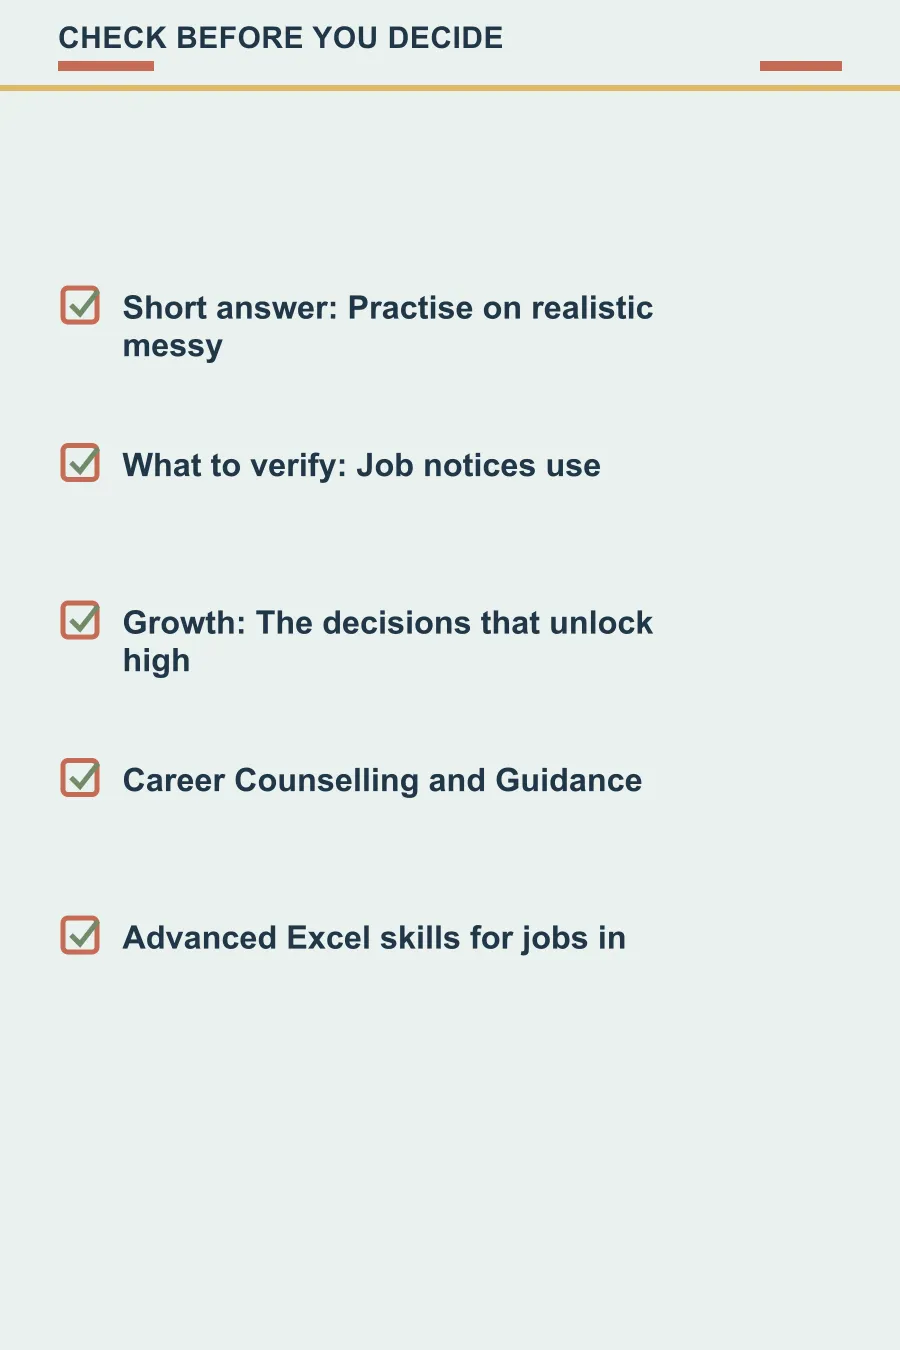 CHECK BEFORE YOU DECIDE
Short answer: Practise on realistic
messy
What to verify: Job notices use
Growth: The decisions that unlock
high
Career Counselling and Guidance
Advanced Excel skills for jobs in